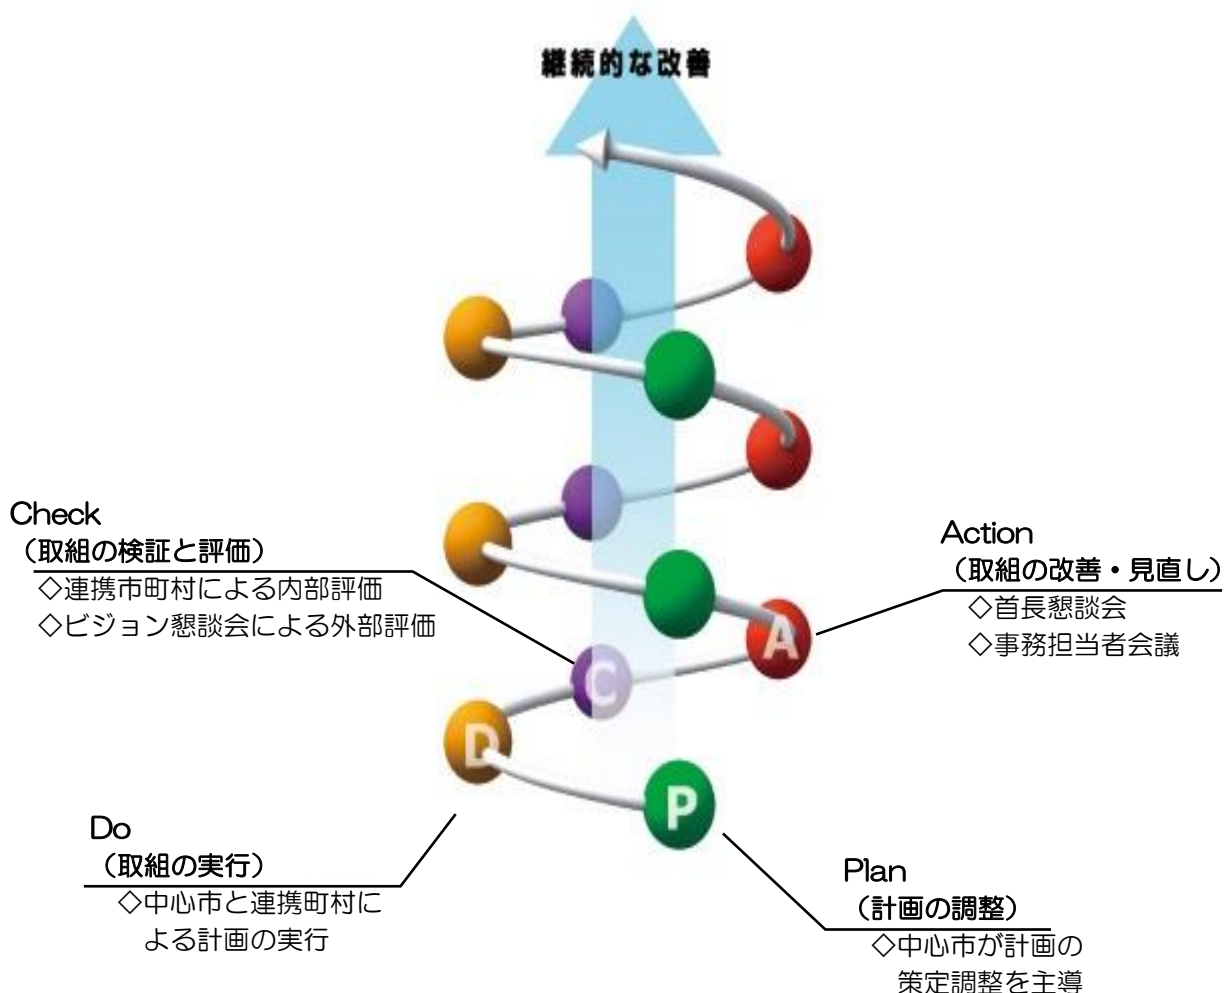 継続的な改善
Check
（取組の検証と評価）
◇連携市町村による内部評価
◇ビジョン懇談会による外部評価
Action
（取組の改善・見直し）
◇首長懇談会
◇事務担当者会議
A
C
D
P
Do
（取組の実行）
◇中心市と連携町村に
よる計画の実行
Plan
（計画の調整）
◇中心市が計画の
策定調整を主導